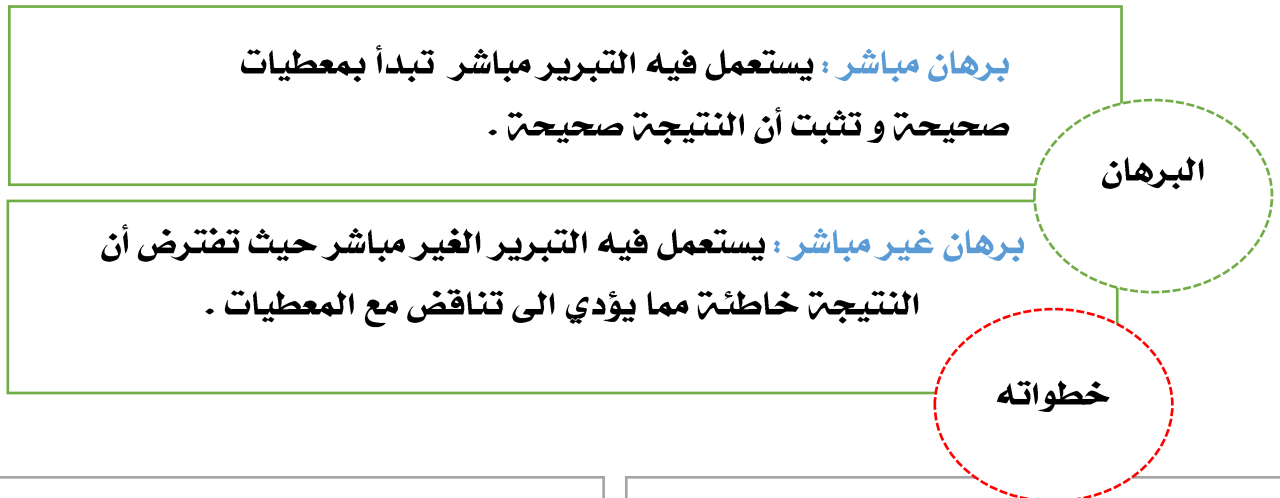 برهان مباشر : يستعمل فيه التبرير مباشر تبدأ بمعطيات
صحيحة و تثبت أن النتيجة صحيحة .
البرهان
برهان غير مباشر : يستعمل فيه التبرير الغير مباشر حيث تفترض أن
النتيجة خاطئة مما يؤدي الى تناقض مع المعطيات .
خطواته